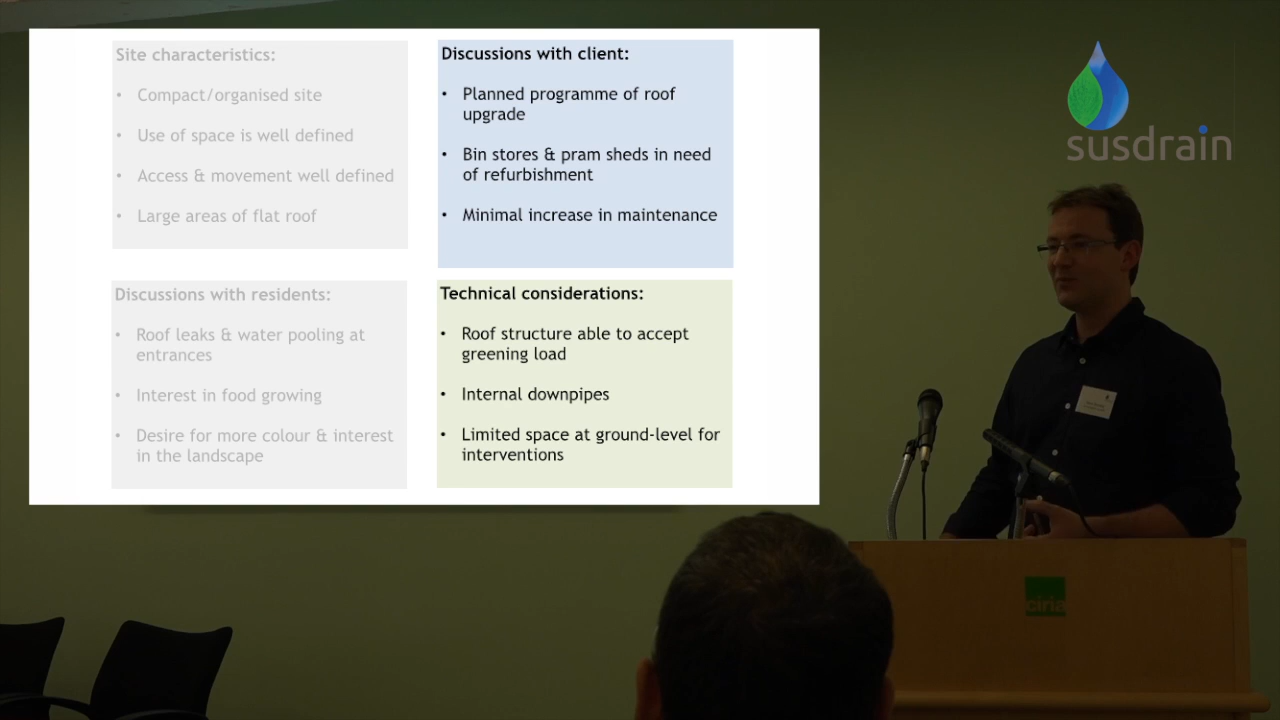 Site characteristics:
• Compact/organised site
• Use of space is well defined
• Access & movement well defined
• Large areas of flat roof
Discussions with client:
• Planned programme of roof
upgrade
• Bin stores & pram sheds in need
of refurbishment
• Minimal increase in maintenance
Discussions with residents:
• Roof leaks & water pooling at
entrances
• Interest in food growing
• Desire for more colour & interest
in the landscape
Technical considerations:
• Roof structure able to accept
greening load
• Internal downpipes
• Limited space at ground-level for
interventions
susdrain
ciria